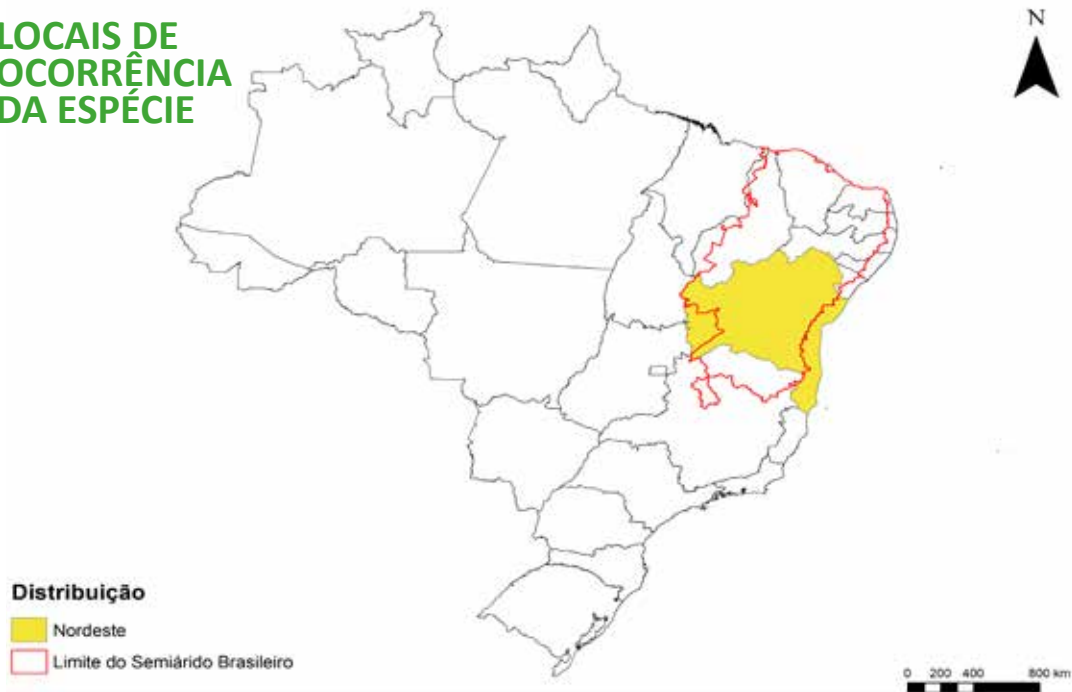 LOCAIS DE
OCORRÊNCIA
DA ESPÉCIE
N
Distribuição
Nordeste
Limite do Semiárido Brasileiro
0 200 400 800 km